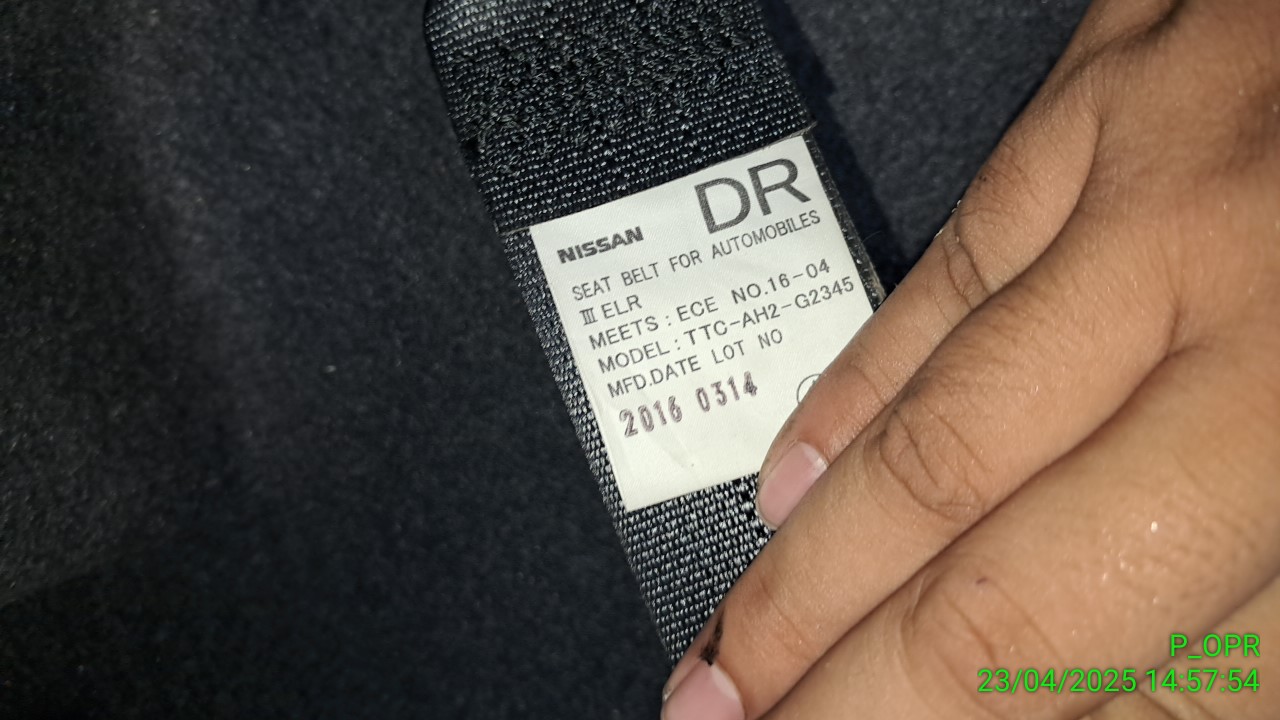 DR
NISSAN
SEAT BELT FOR AUTOMOBILES
Ⅲ ELR
MEETS : ECE NO.16-04
MODEL : TTC-AH2-G2345
MFD.DATE LOT NO
2016 0314
P_OPR
23/04/2025 14:57:54